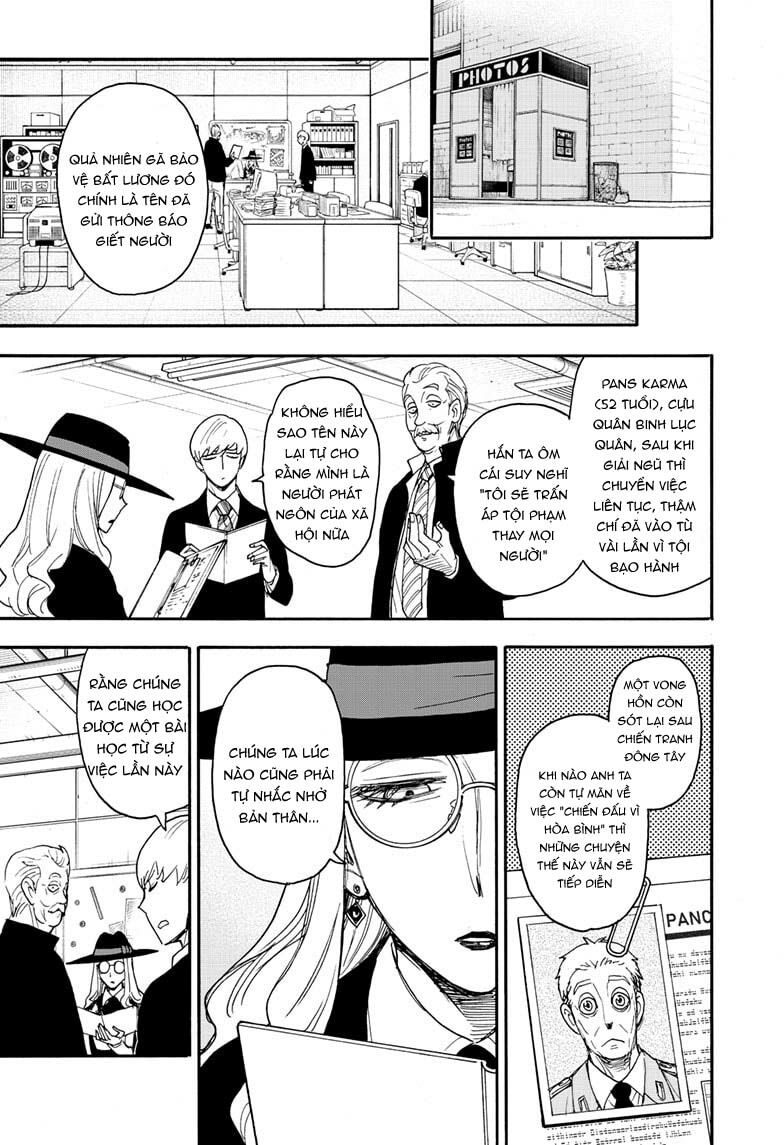 PHOTOS
QUẢ NHIÊN GÃ BẢO
VỆ BẤT LƯƠNG ĐÓ
CHÍNH LÀ TÊN ĐÃ
GỬI THÔNG BÁO
GIẾT NGƯỜI
PANS KARMA
(52 TUỔI), CỰU
QUÂN BINH LỤC
QUÂN, SAU KHI
GIẢI NGŨ THÌ
CHUYỂN VIỆC
LIÊN TỤC, THẬM
CHÍ ĐÃ VÀO TÙ
VÀI LẦN VÌ TỘI
BẠO HÀNH
HẮN TA ÔM
CÁI SUY NGHĨ
"TÔI SẼ TRẤN
ÁP TỘI PHẠM
THAY MỌI
NGƯỜI"
KHÔNG HIỂU
SAO TÊN NÀY
LẠI TỰ CHO
RẰNG MÌNH LÀ
NGƯỜI PHÁT
NGÔN CỦA XÃ
HỘI NỮA
MỘT VONG
HỒN CÒN
SÓT LẠI SAU
CHIẾN TRANH
ĐÔNG TÂY
KHI NÀO ANH TA
CÒN TỰ MÃN VỀ
VIỆC "CHIẾN ĐẤU VÌ
HÒA BÌNH" THÌ
NHỮNG CHUYỆN
THẾ NÀY VẪN SẼ
TIẾP DIỄN
PANC
CHÚNG TA LÚC
NÀO CŨNG PHẢI
TỰ NHẮC NHỞ
BẢN THÂN...
RẰNG CHÚNG
TA CŨNG HỌC
ĐƯỢC MỘT BÀI
HỌC TỪ SỰ
VIỆC LẦN NÀY